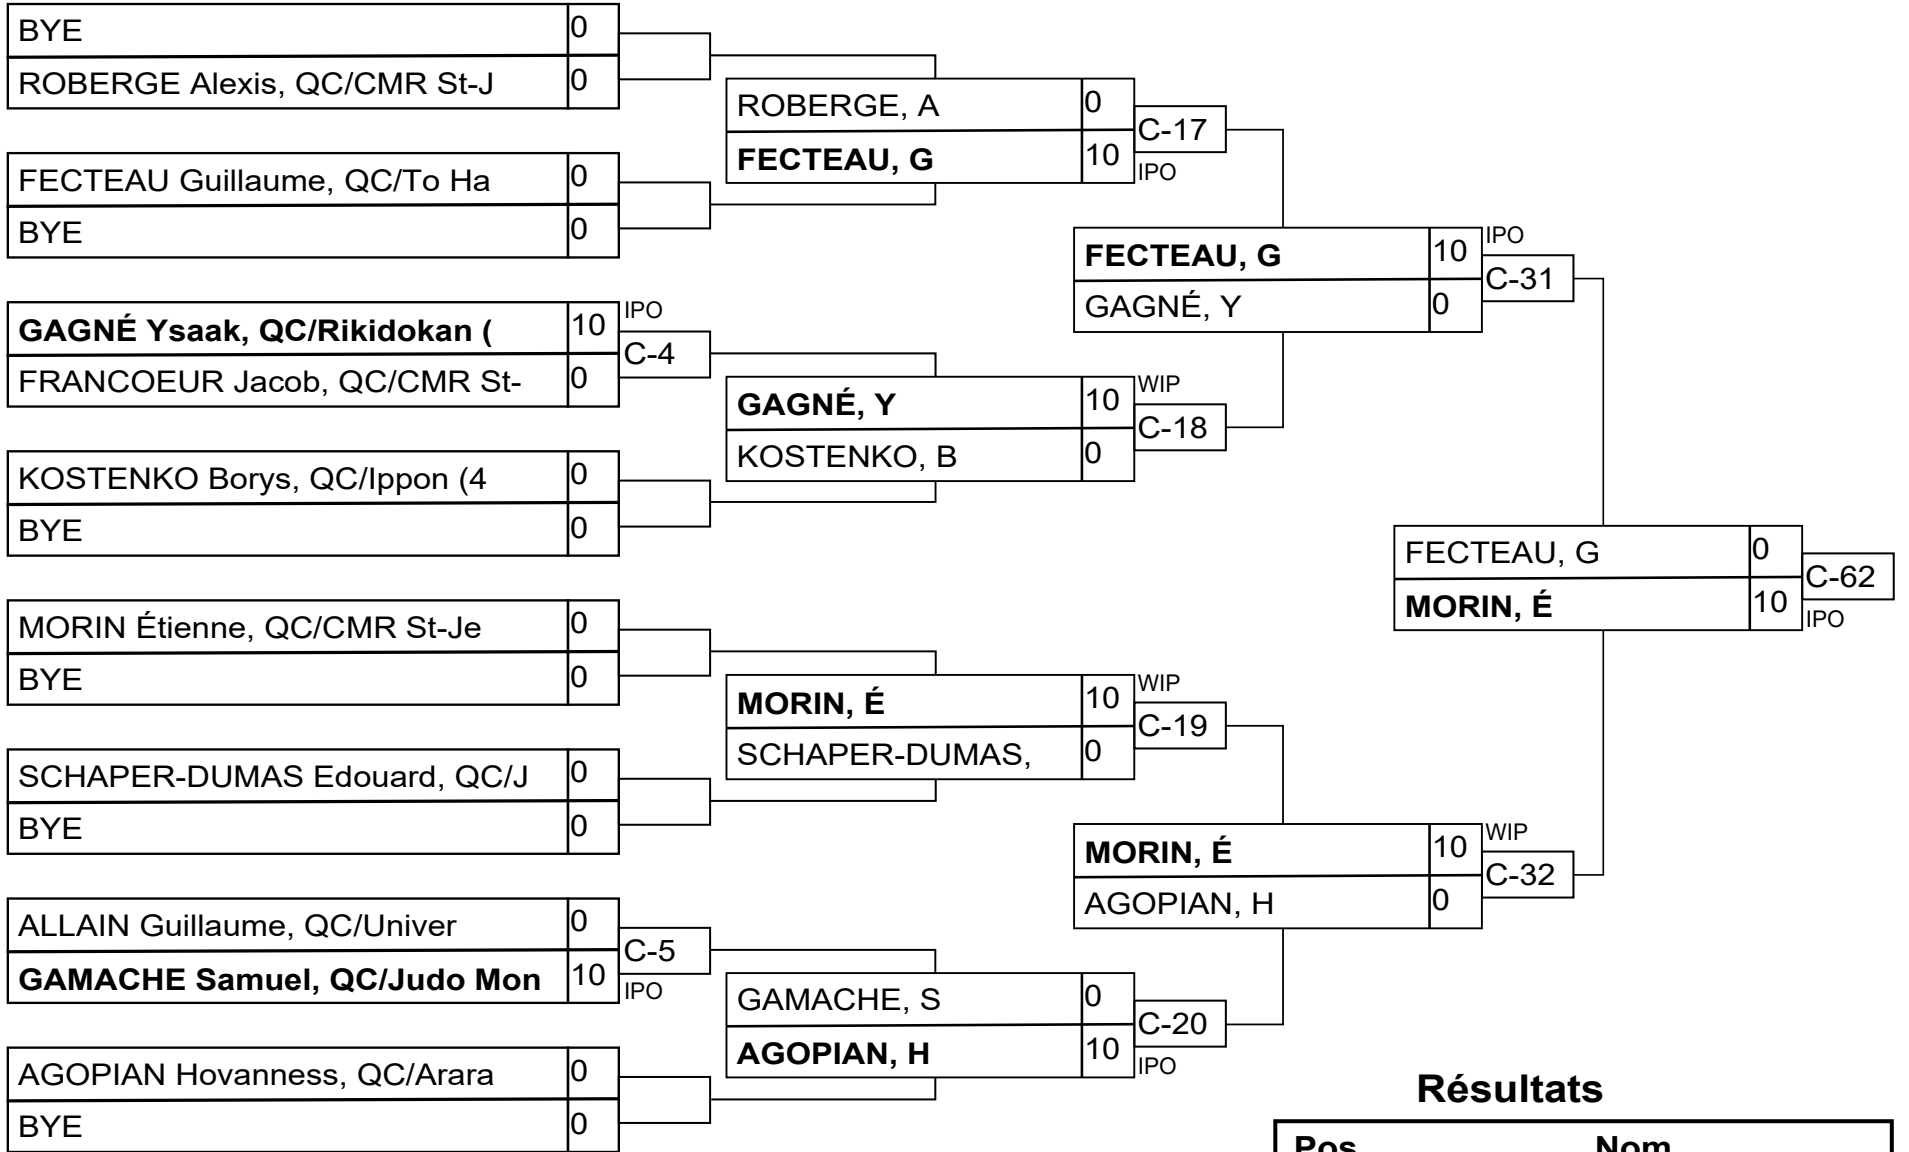 BYE 0
ROBERGE Alexis, QC/CMR St-J 0
FECTEAU Guillaume, QC/To Ha 0
BYE 0
GAGNÉ Ysaak, QC/Rikidokan ( 10
IPO
C-4
FRANCOEUR Jacob, QC/CMR St- 0
KOSTENKO Borys, QC/Ippon (4 0
BYE 0
MORIN Étienne, QC/CMR St-Je 0
BYE 0
SCHAPER-DUMAS Edouard, QC/J 0
BYE 0
ALLAIN Guillaume, QC/Univer 0
C-5
GAMACHE Samuel, QC/Judo Mon 10
IPO
AGOPIAN Hovanness, QC/Arara 0
BYE 0
ROBERGE, A 0
C-17
FECTEAU, G 10
IPO
GAGNÉ, Y 10
WIP
C-18
KOSTENKO, B 0
MORIN, É 10
WIP
C-19
SCHAPER-DUMAS, 0
GAMACHE, S 0
C-20
AGOPIAN, H 10
IPO
FECTEAU, G 10
IPO
C-31
GAGNÉ, Y 0
MORIN, É 10
WIP
C-32
AGOPIAN, H 0
FECTEAU, G 0
C-62
MORIN, É 10
IPO
Résultats
Pos Nom